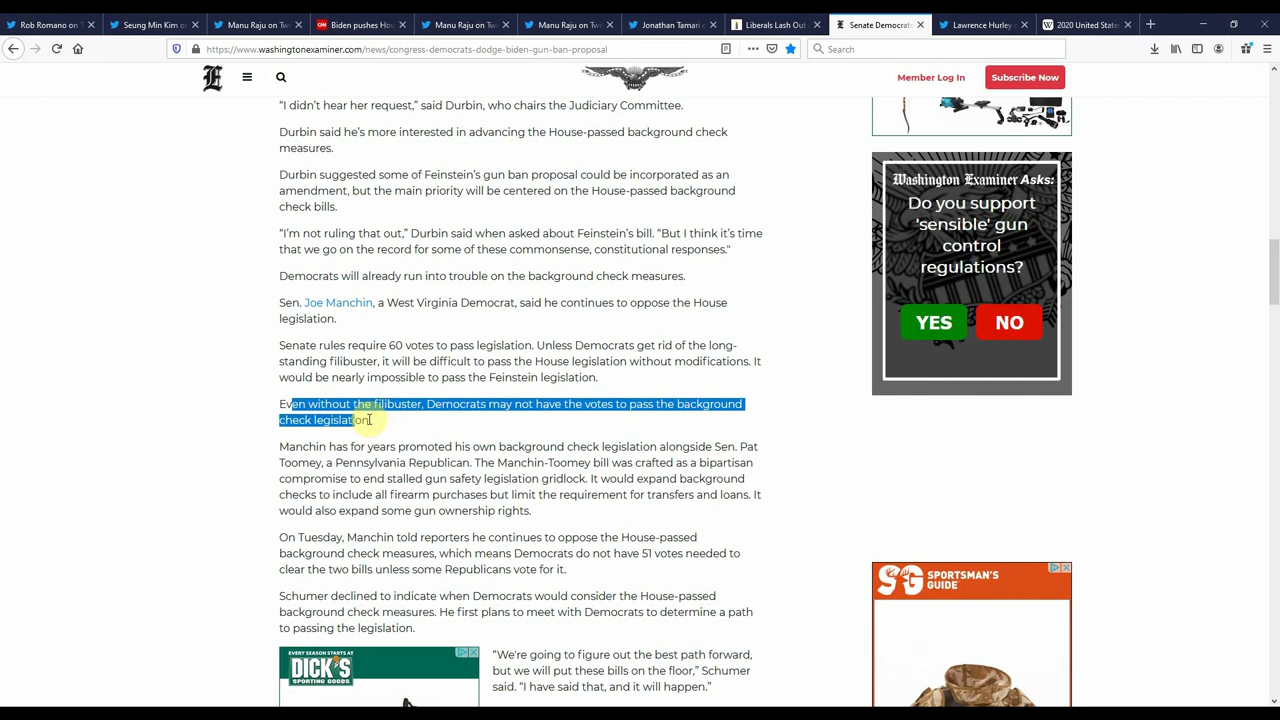 Rob Romano on T
Seung Min Kim or
Manu Raju on Twi
Biden pushes Ho
Manu Raju on Twi
Manu Raju on Twi
Jonathan Tamari o
Liberals Lash Out
Senate Democrats
Lawrence Hurley o
2020 United State
https://www.washingtonexaminer.com/news/congress-democrats-dodge-biden-gun-ban-proposal
Search
E
Member Log In
Subscribe Now
“I didn’t hear her request,” said Durbin, who chairs the Judiciary Committee.
Durbin said he’s more interested in advancing the House-passed background check
measures.
Durbin suggested some of Feinstein’s gun ban proposal could be incorporated as an
amendment, but the main priority will be centered on the House-passed background
check bills.
“I’m not ruling that out,” Durbin said when asked about Feinstein’s bill. “But I think it’s time
that we go on the record for some of these commonsense, constitutional responses."
Democrats will already run into trouble on the background check measures.
Sen. Joe Manchin, a West Virginia Democrat, said he continues to oppose the House
legislation.
Senate rules require 60 votes to pass legislation. Unless Democrats get rid of the long-
standing filibuster, it will be difficult to pass the House legislation without modifications. It
would be nearly impossible to pass the Feinstein legislation.
Even without the filibuster, Democrats may not have the votes to pass the background
check legislation.
Manchin has for years promoted his own background check legislation alongside Sen. Pat
Toomey, a Pennsylvania Republican. The Manchin-Toomey bill was crafted as a bipartisan
compromise to end stalled gun safety legislation gridlock. It would expand background
checks to include all firearm purchases but limit the requirement for transfers and loans. It
would also expand some gun ownership rights.
On Tuesday, Manchin told reporters he continues to oppose the House-passed
background check measures, which means Democrats do not have 51 votes needed to
clear the two bills unless some Republicans vote for it.
Schumer declined to indicate when Democrats would consider the House-passed
background check measures. He first plans to meet with Democrats to determine a path
to passing the legislation.
EVERY SEASON STARTS AT
DICK'S
SPORTING GOODS.
“We're going to figure out the best path forward,
but we will put these bills on the floor,” Schumer
said. “I have said that, and it will happen.”
Washington Examiner Asks:
Do you support
'sensible' gun
control
regulations?
YES
NO
SG SPORTSMAN'S
GUIDE